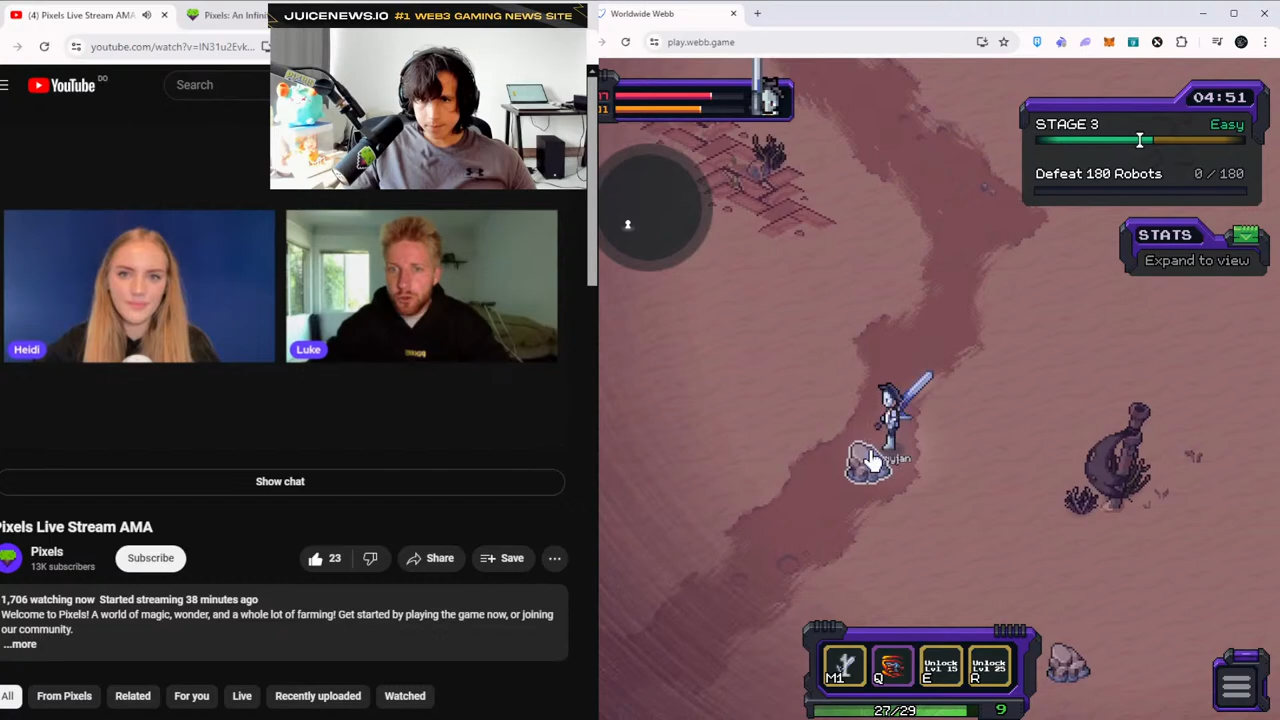 (4) Pixels Live Stream AMA
Pixels: An Infini
JUICENEWS.IO #1 WEB3 GAMING NEWS SITE
Worldwide Webb
youtube.com/watch?v=IN31u2Evk...
play.webb.game
YouTube DO
Search
04:51
STAGE 3 Easy
Defeat 180 Robots 0 / 180
STATS
Expand to view
Heidi
Luke
Show chat
Pixels Live Stream AMA
Pixels
13K subscribers
Subscribe
23
Share
Save
1,706 watching now Started streaming 38 minutes ago
Welcome to Pixels! A world of magic, wonder, and a whole lot of farming! Get started by playing the game now, or joining
our community.
...more
All
From Pixels
Related
For you
Live
Recently uploaded
Watched
M1
Q
Unlock
Lvl 15
E
Unlock
Lvl 25
R
27/29
9